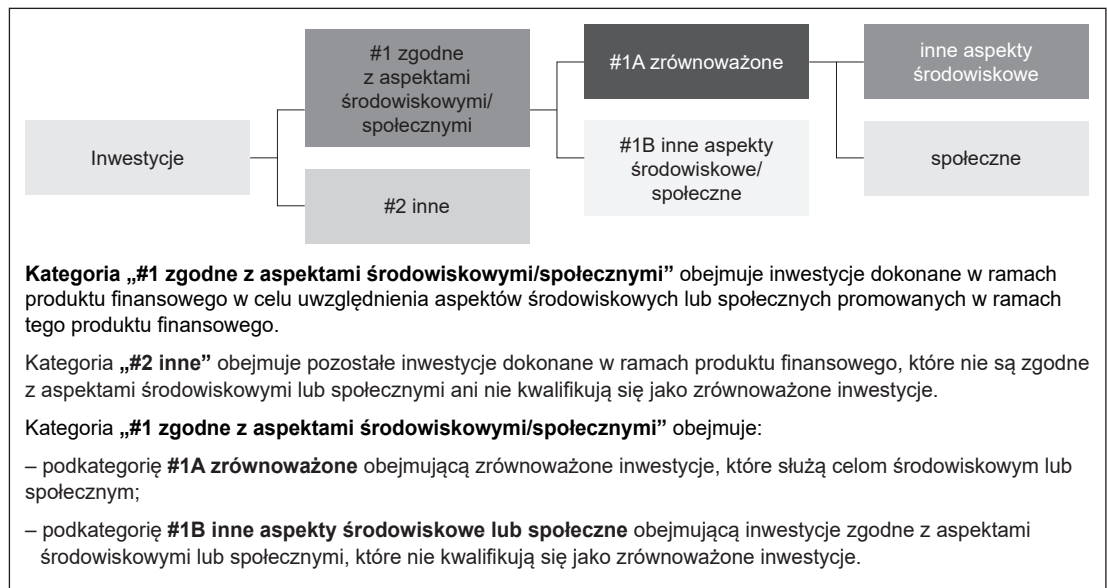 Inwestycje
#1 zgodne
z aspektami
środowiskowymi/
społecznymi
#2 inne
#1A zrównoważone
#1B inne aspekty
środowiskowe/
społeczne
inne aspekty
środowiskowe
społeczne
Kategoria „#1 zgodne z aspektami środowiskowymi/społecznymi” obejmuje inwestycje dokonane w ramach
produktu finansowego w celu uwzględnienia aspektów środowiskowych lub społecznych promowanych w ramach
tego produktu finansowego.
Kategoria „#2 inne” obejmuje pozostałe inwestycje dokonane w ramach produktu finansowego, które nie są zgodne
z aspektami środowiskowymi lub społecznymi ani nie kwalifikują się jako zrównoważone inwestycje.
Kategoria „#1 zgodne z aspektami środowiskowymi/społecznymi” obejmuje:
– podkategorię #1A zrównoważone obejmującą zrównoważone inwestycje, które służą celom środowiskowym lub
społecznym;
– podkategorię #1B inne aspekty środowiskowe lub społeczne obejmującą inwestycje zgodne z aspektami
środowiskowymi lub społecznymi, które nie kwalifikują się jako zrównoważone inwestycje.